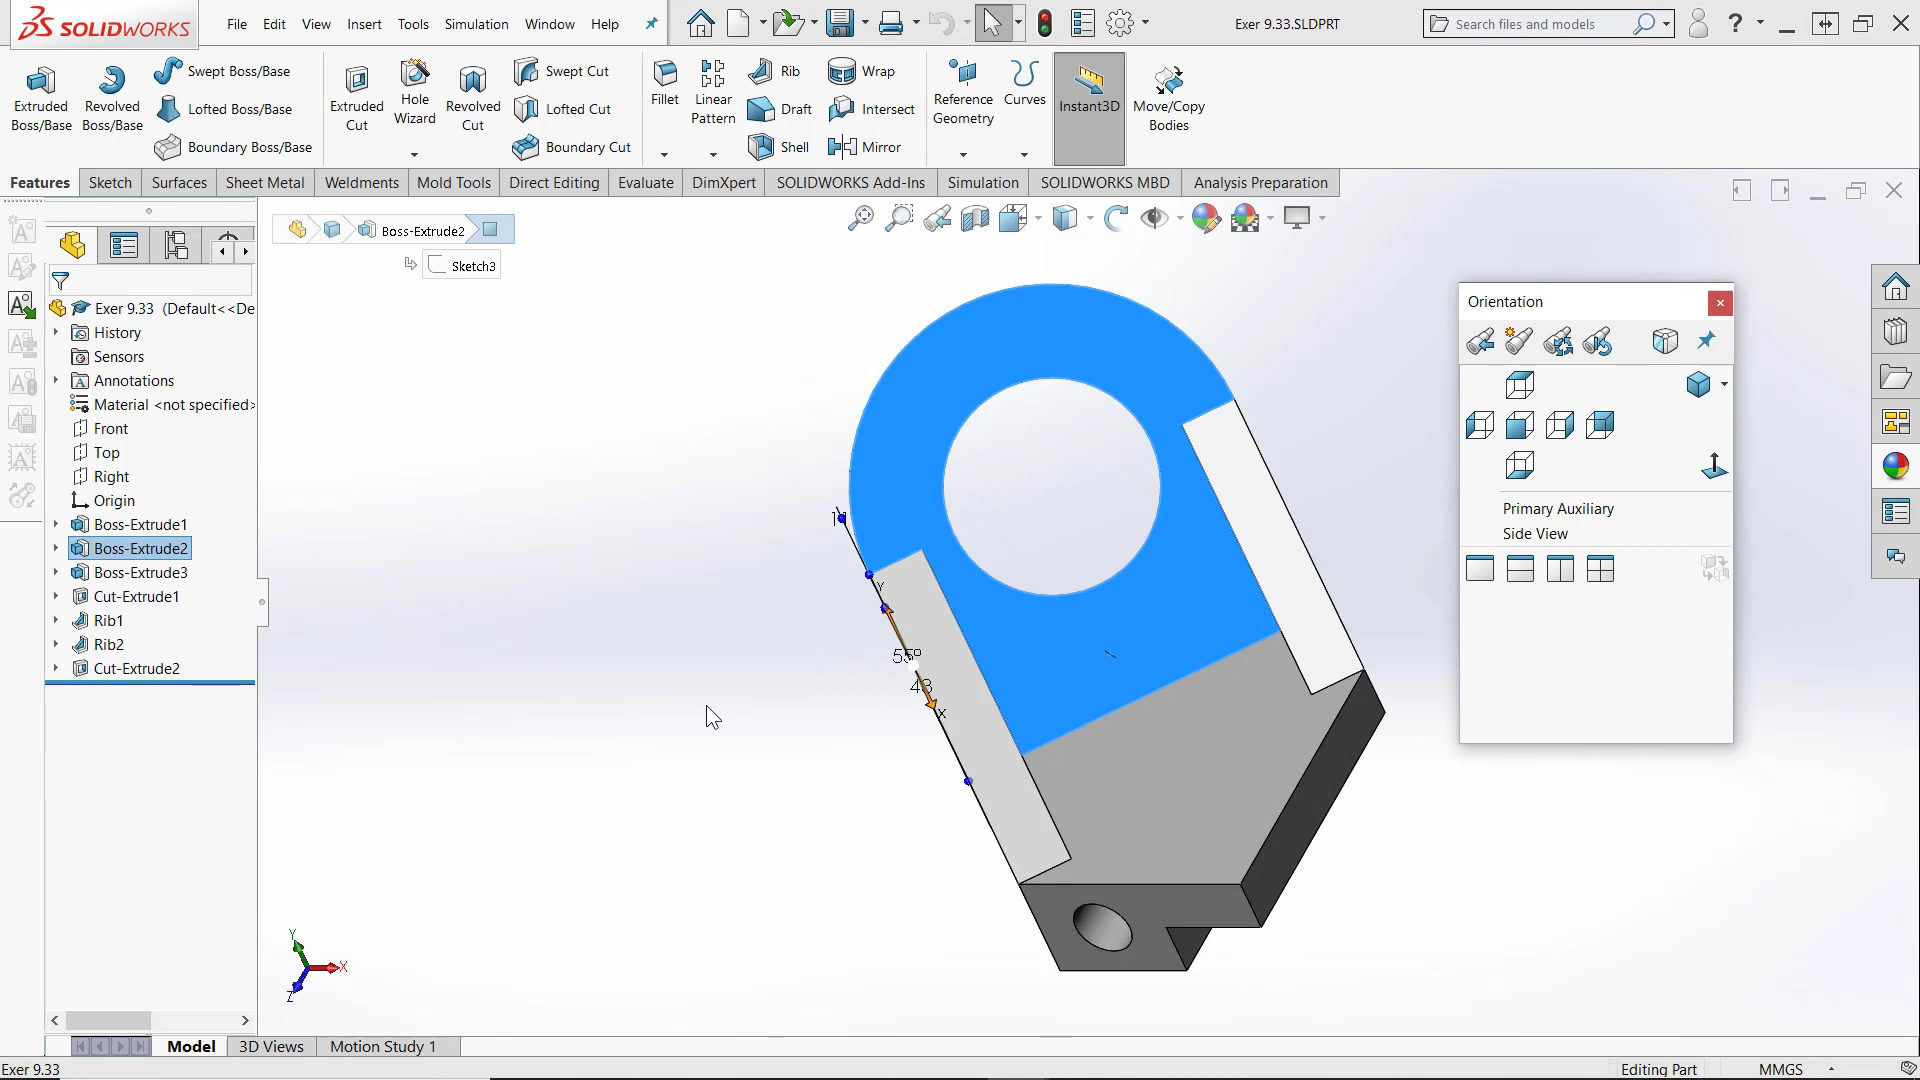 SOLIDWORKS
File Edit View Insert Tools Simulation Window Help
Exer 9.33.SLDPRT
Search files and models
Extruded Boss/Base
Revolved Boss/Base
Swept Boss/Base
Lofted Boss/Base
Boundary Boss/Base
Extruded Cut
Hole Wizard
Revolved Cut
Swept Cut
Lofted Cut
Boundary Cut
Fillet
Linear Pattern
Rib
Draft
Shell
Wrap
Intersect
Mirror
Reference Geometry
Curves
Instant3D
Move/Copy Bodies
Features Sketch Surfaces Sheet Metal Weldments Mold Tools Direct Editing Evaluate DimXpert SOLIDWORKS Add-Ins Simulation SOLIDWORKS MBD Analysis Preparation
Boss-Extrude2
Sketch3
Exer 9.33 (Default<<De
History
Sensors
Annotations
Material <not specified>
Front
Top
Right
Origin
Boss-Extrude1
Boss-Extrude2
Boss-Extrude3
Cut-Extrude1
Rib1
Rib2
Cut-Extrude2
Y
55°
43
X
Orientation
Primary Auxiliary
Side View
Y
X
Z
Model 3D Views Motion Study 1
Exer 9.33
Editing Part
MMGS